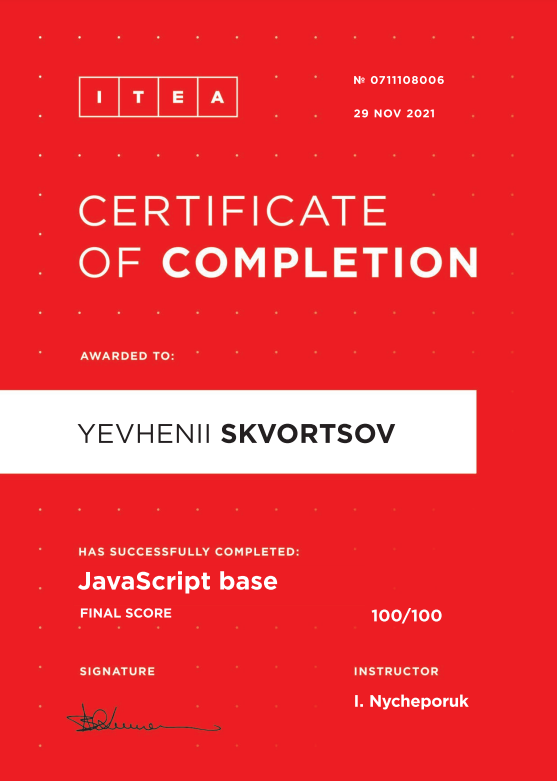 ITEA
№ 0711108006
29 NOV 2021
CERTIFICATE
OF COMPLETION
AWARDED TO:
YEVHENII SKVORTSOV
HAS SUCCESSFULLY COMPLETED:
JavaScript base
FINAL SCORE 100/100
SIGNATURE INSTRUCTOR
I. Nycheporuk